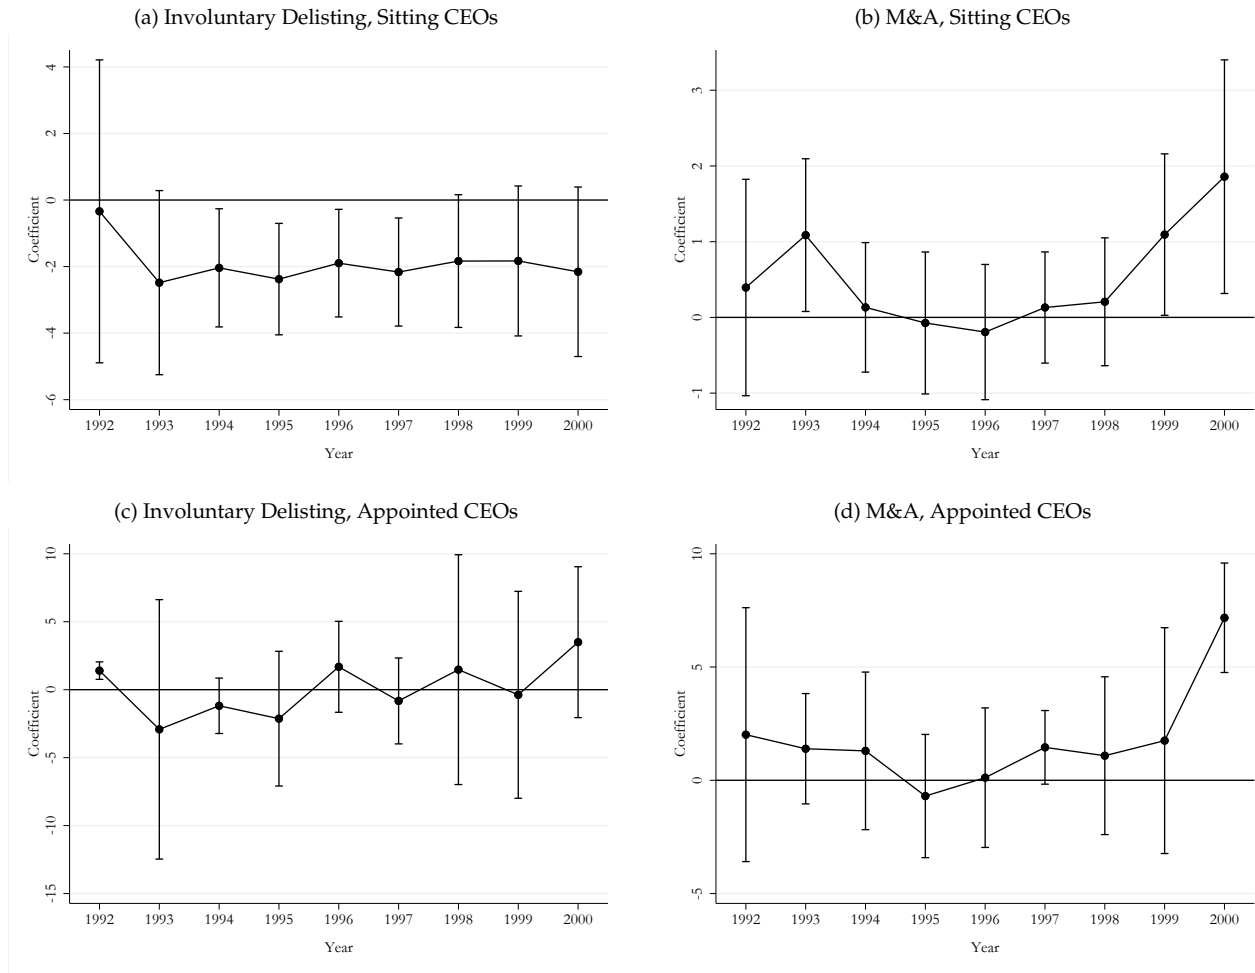 (a) Involuntary Delisting, Sitting CEOs
4
2
0
-2
-4
-6
Coefficient
1992 1993 1994 1995 1996 1997 1998 1999 2000
Year
(b) M&A, Sitting CEOs
3
2
1
0
-1
Coefficient
1992 1993 1994 1995 1996 1997 1998 1999 2000
Year
(c) Involuntary Delisting, Appointed CEOs
10
5
0
-5
-10
-15
Coefficient
1992 1993 1994 1995 1996 1997 1998 1999 2000
Year
(d) M&A, Appointed CEOs
10
5
0
-5
Coefficient
1992 1993 1994 1995 1996 1997 1998 1999 2000
Year